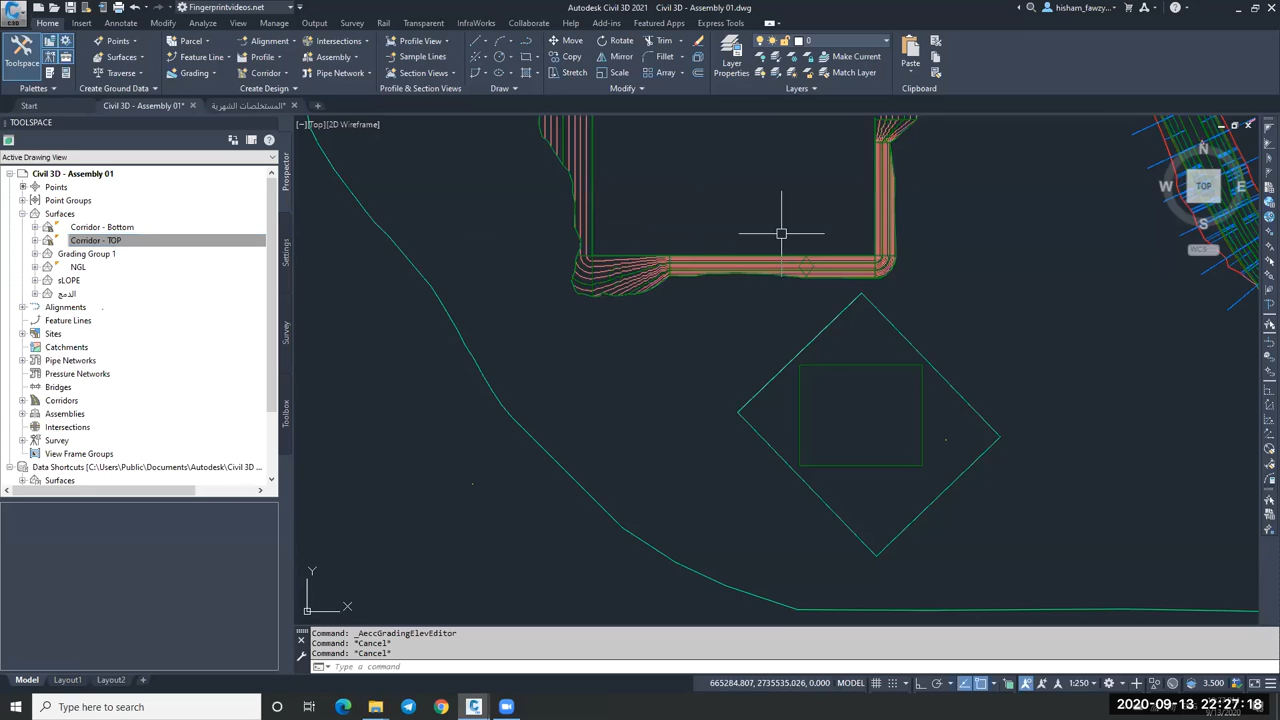 Fingerprintvideos.net
Autodesk Civil 3D 2021 Civil 3D - Assembly 01.dwg
hisham_fawzy...
Home Insert Annotate Modify Analyze View Manage Output Survey Rail Transparent InfraWorks Collaborate Help Add-ins Featured Apps Express Tools
Points Parcel Alignment Intersections Profile View Move Rotate Trim 0
Toolspace Surfaces Feature Line Profile Assembly Sample Lines Copy Mirror Fillet Layer Properties Make Current Paste
Traverse Grading Corridor Pipe Network Section Views Stretch Scale Array Match Layer
Palettes Create Ground Data Create Design Profile & Section Views Draw Modify Layers Clipboard
Start Civil 3D - Assembly 01* المستخلصات الشهرية*
TOOLSPACE
[−][Top][2D Wireframe]
Active Drawing View
Prospector
Settings
Survey
Toolbox
Civil 3D - Assembly 01
Points
Point Groups
Surfaces
Corridor - Bottom
Corridor - TOP
Grading Group 1
NGL
sLOPE
الدمج
Alignments
Feature Lines
Sites
Catchments
Pipe Networks
Pressure Networks
Bridges
Corridors
Assemblies
Intersections
Survey
View Frame Groups
Data Shortcuts [C:\Users\Public\Documents\Autodesk\Civil 3D ...
Surfaces
N
W TOP E
S
WCS
Y
X
Command: _AeccGradingElevEditor
Command: *Cancel*
Command: *Cancel*
Type a command
Model Layout1 Layout2
665284.807, 2735535.026, 0.000 MODEL 1:250 3.500
Type here to search
2020-09-13 22:27:18